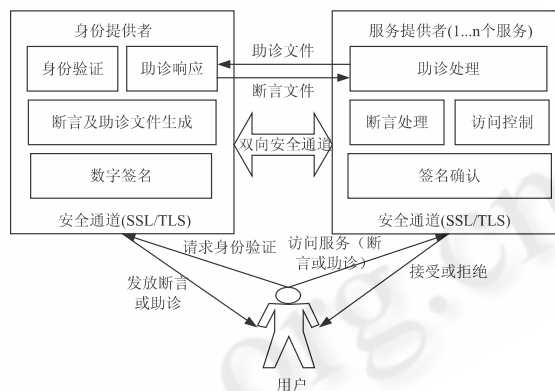 身份提供者
服务提供者(1...n个服务)
身份验证
助诊响应
助诊文件
断言文件
助诊处理
断言及助诊文件生成
双向安全通道
断言处理
访问控制
数字签名
签名确认
安全通道(SSL/TLS)
安全通道(SSL/TLS)
请求身份验证
访问服务（断
言或助诊）
发放断言
或助诊
接受或拒绝
用户
org.cn